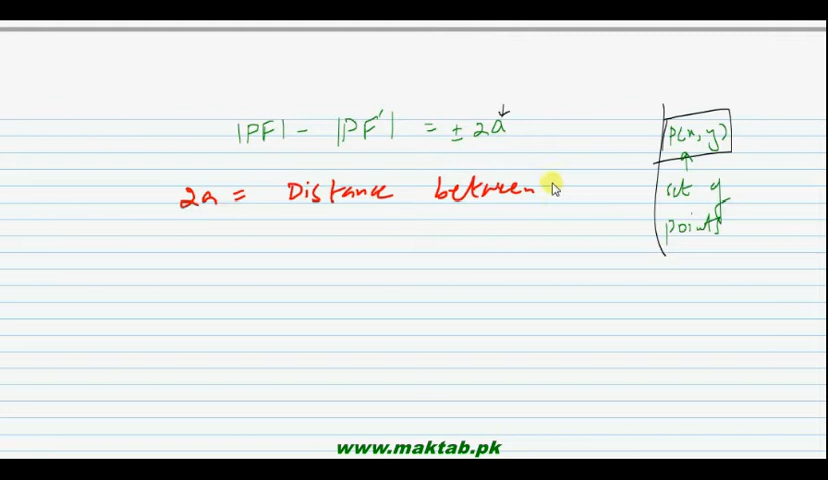 |PF| - |PF'| = ± 2a
2a = Distance between
P(x, y)
set of
points
www.maktab.pk